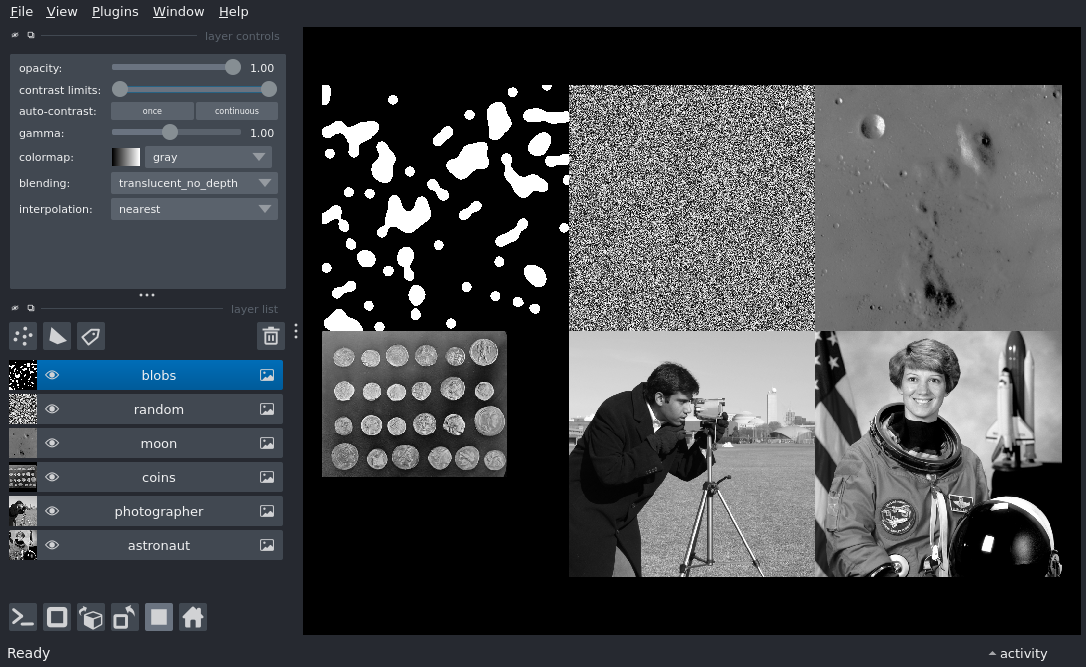 File View Plugins Window Help
layer controls
opacity: 1.00
contrast limits:
auto-contrast: once continuous
gamma: 1.00
colormap: gray
blending: translucent_no_depth
interpolation: nearest
layer list
blobs
random
moon
coins
photographer
astronaut
Ready
activity